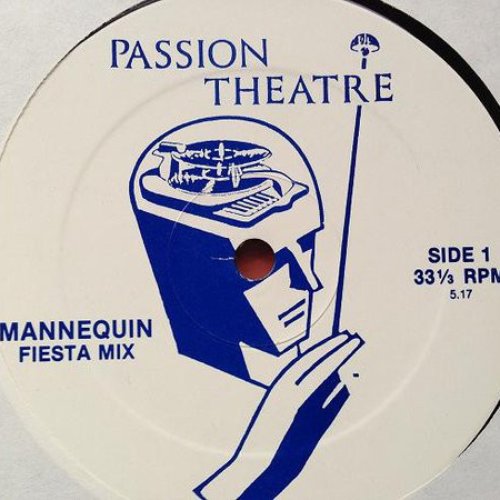 PASSION
THEATRE
SIDE 1
33⅓ RPM
5.17
MANNEQUIN
FIESTA MIX